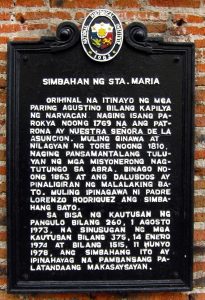 SIMBAHAN NG STA. MARIA
ORIHINAL NA ITINAYO NG MGA
PARING AGUSTINO BILANG KAPILYA
NG NARVACAN. NAGING ISANG PA-
ROKYA NOONG 1769 NA ANG PAT-
RONA AY NUESTRA SEÑORA DE LA
ASUNCION. MULING GINAWA AT
NILAGYAN NG TORE NOONG 1810.
NAGING PANSAMANTALANG TULU-
YAN NG MGA MISYONERONG NAG-
TUTUNGO SA ABRA. BINAGO NO-
ONG 1863 AT ANG DALUBDOS AY
PINALIGIRAN NG MALALAKING BA-
TO. MULING IPINAGAWA NI PADRE
LORENZO RODRIGUEZ ANG SIMBA-
HANG BATO.
SA BISA NG KAUTUSAN NG
PANGULO BILANG 260, 1 AGOSTO
1973, NA SINUSUGAN NG MGA
KAUTUSAN BILANG 375, 14 ENERO
1974 AT BILANG 1515, 11 HUNYO
1978, ANG SIMBAHANG ITO AY
IPINAHAYAG NA PAMBANSANG PA-
LATANDAANG MAKASAYSAYAN.